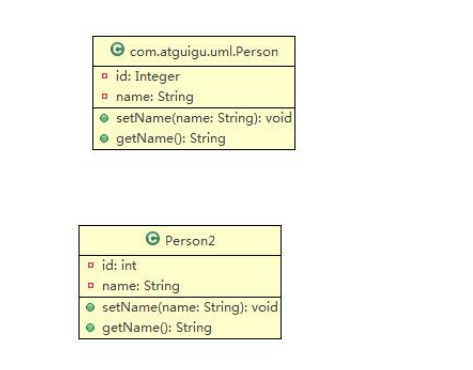 com.atguigu.uml.Person
id: Integer
name: String
setName(name: String): void
getName(): String
Person2
id: int
name: String
setName(name: String): void
getName(): String